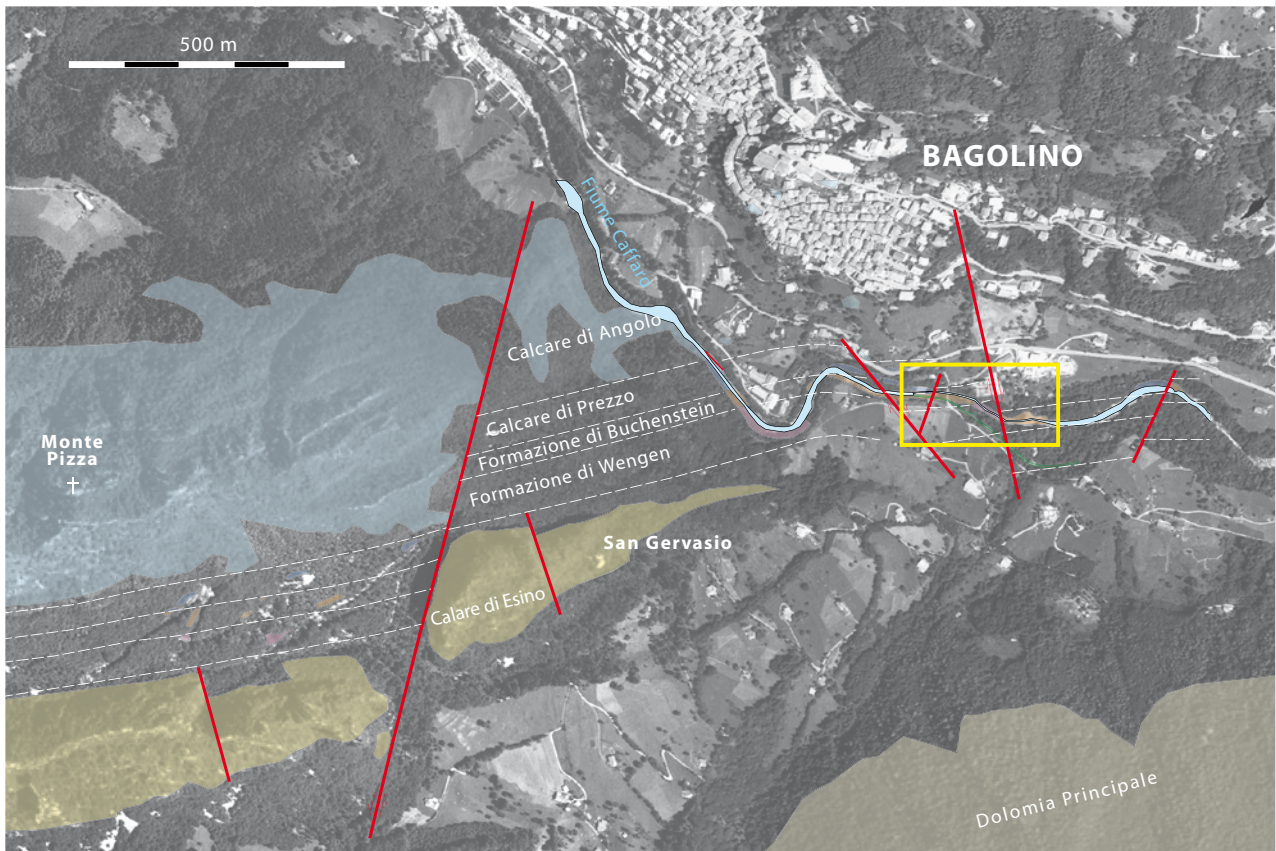 500 m
BAGOLINO
Fiume Caffaro
Calcare di Angolo
Calcare di Prezzo
Formazione di Buchenstein
Formazione di Wengen
Monte
Pizza
San Gervasio
Calare di Esino
Dolomia Principale